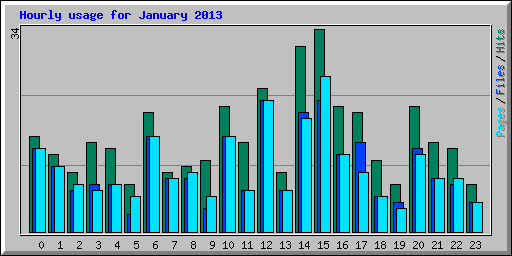 Hourly usage for January 2013
34
Pages/Files/Hits
0 1 2 3 4 5 6 7 8 9 10 11 12 13 14 15 16 17 18 19 20 21 22 23